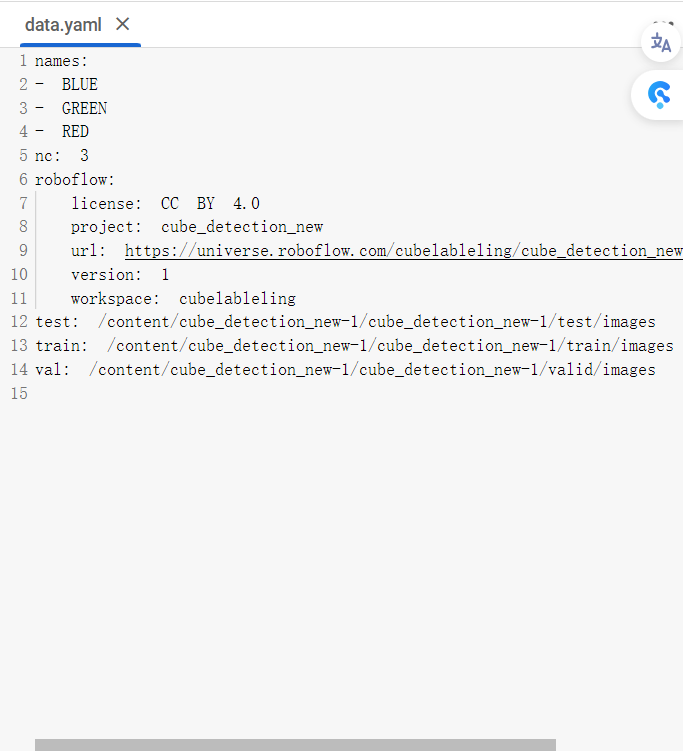 data.yaml
1 names:
2 - BLUE
3 - GREEN
4 - RED
5 nc: 3
6 roboflow:
7 license: CC BY 4.0
8 project: cube_detection_new
9 url: https://universe.roboflow.com/cubelableling/cube_detection_new
10 version: 1
11 workspace: cubelableling
12 test: /content/cube_detection_new-1/cube_detection_new-1/test/images
13 train: /content/cube_detection_new-1/cube_detection_new-1/train/images
14 val: /content/cube_detection_new-1/cube_detection_new-1/valid/images
15